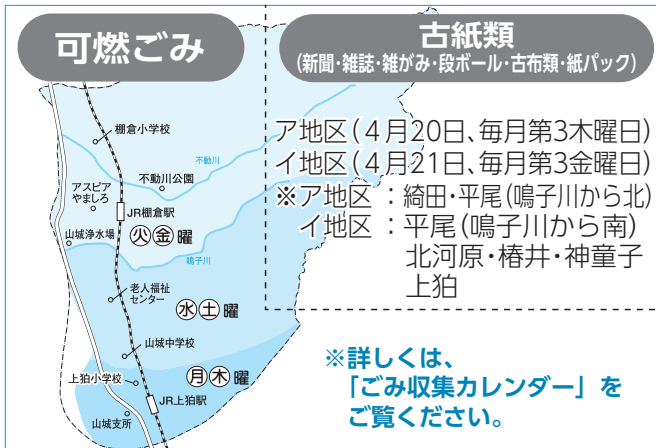 可燃ごみ
古紙類
(新聞・雑誌・雑がみ・段ボール・古布類・紙パック)
ア地区(4月20日、毎月第3木曜日)
イ地区(4月21日、毎月第3金曜日)
※ア地区:綺田・平尾(鳴子川から北)
イ地区:平尾(鳴子川から南)
北河原・椿井・神童子
上狛
棚倉小学校
不動川
不動川公園
アスピア
やましろ
JR棚倉駅
山城浄水場
火金曜
鳴子川
老人福祉
センター
水土曜
山城中学校
上狛小学校
月木曜
JR上狛駅
山城支所
※詳しくは、
「ごみ収集カレンダー」を
ご覧ください。